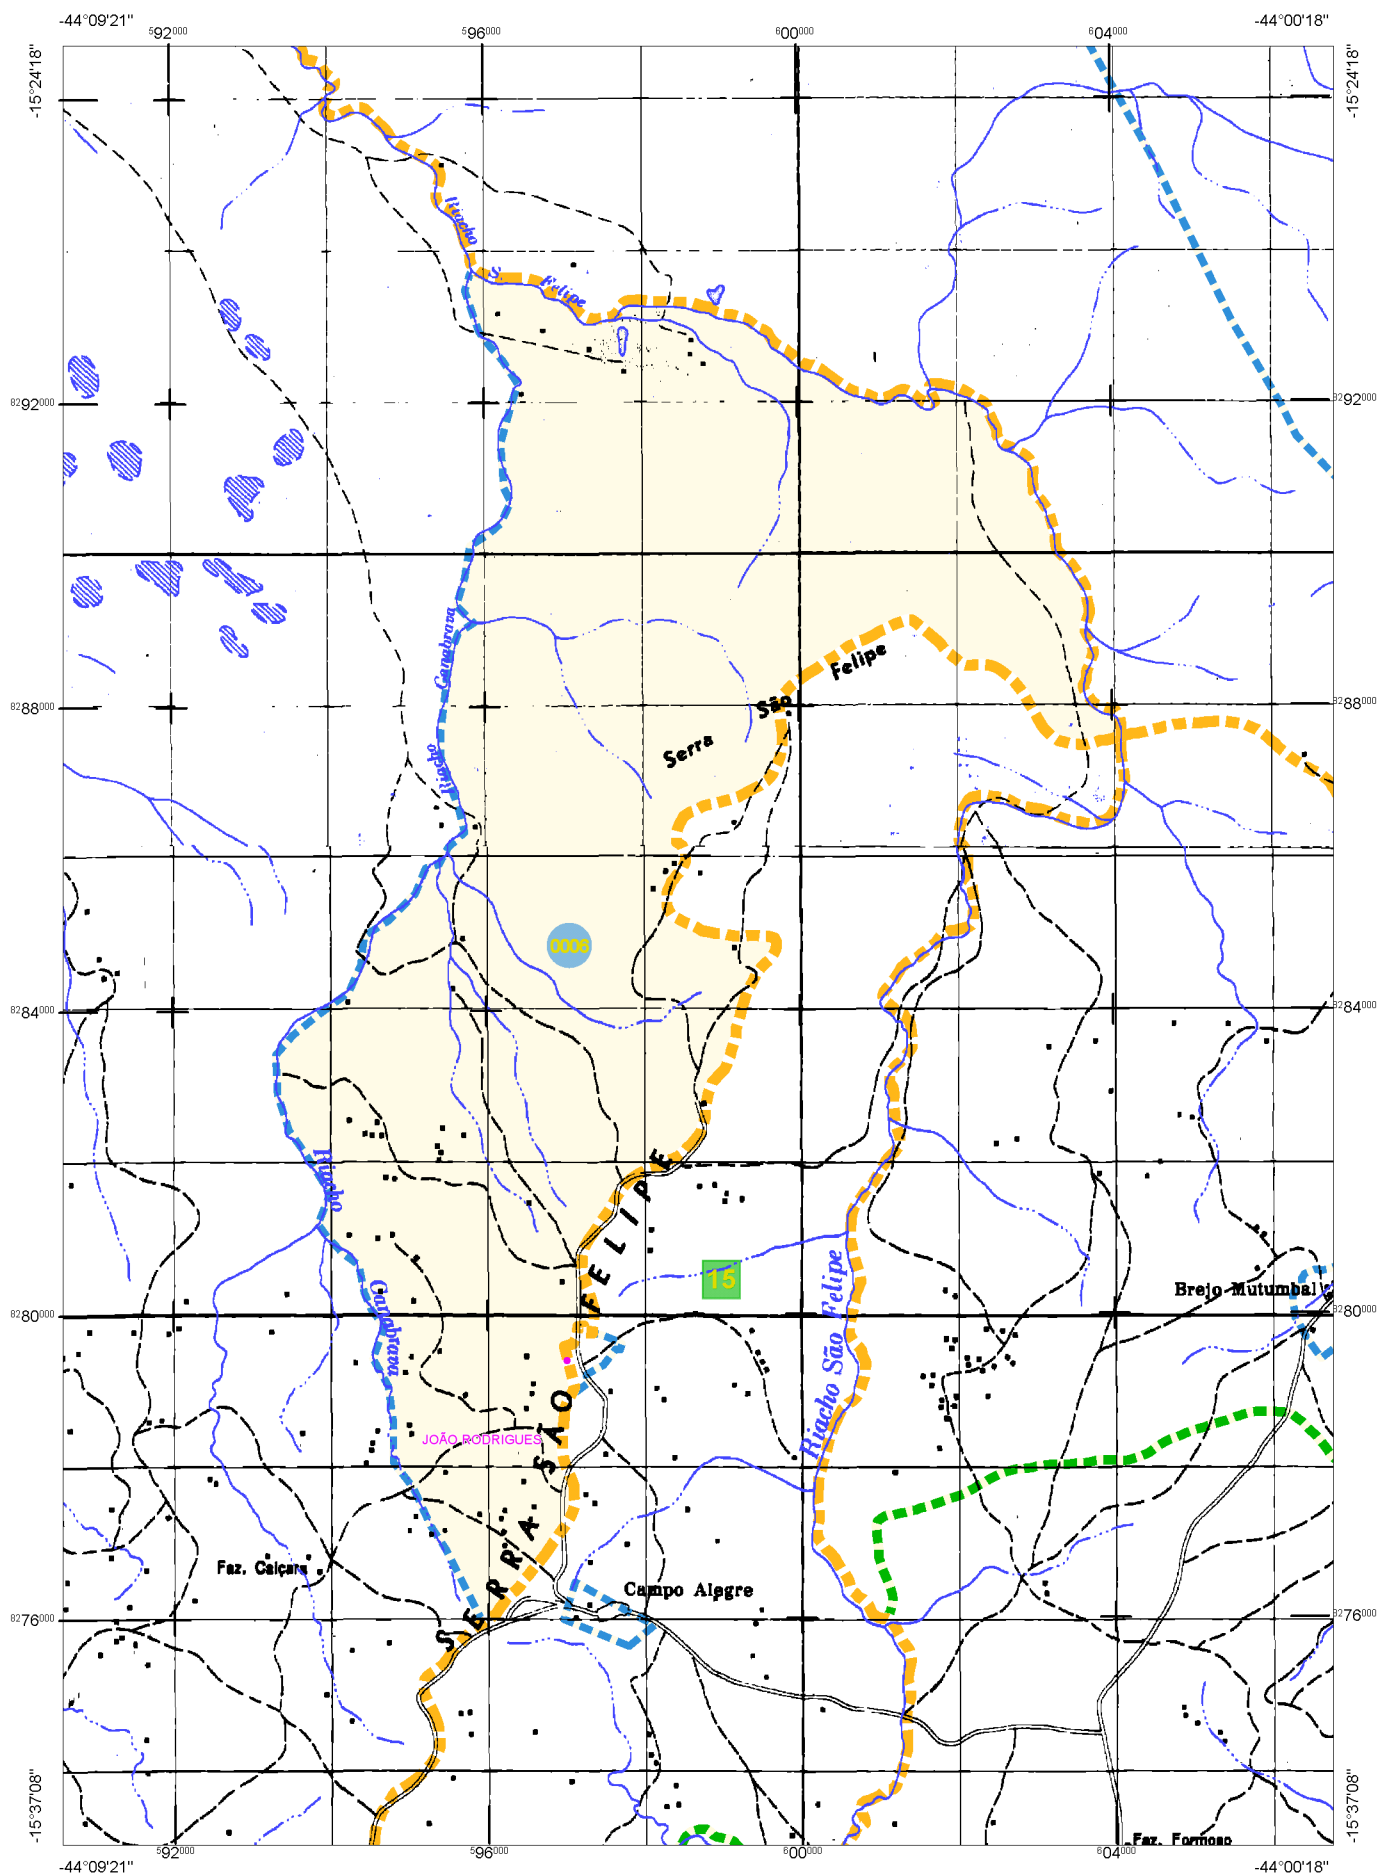 -44°09'21"
-44°00'18"
592000
596000
600000
604000
-15°24'18"
-15°24'18"
Riacho
S. Felipe
8292000
8292000
Canabrava
Riacho
Serra São Felipe
8288000
8288000
0006
8284000
8284000
Riacho
Canabrava
SERRA SÃO FELIPE
15
Riacho São Felipe
Brejo Mutumbal
8280000
8280000
JOÃO RODRIGUES
Faz. Caiçara
Campo Alegre
8276000
8276000
Faz. Formoso
-15°37'08"
-15°37'08"
592000
596000
600000
604000
-44°09'21"
-44°00'18"